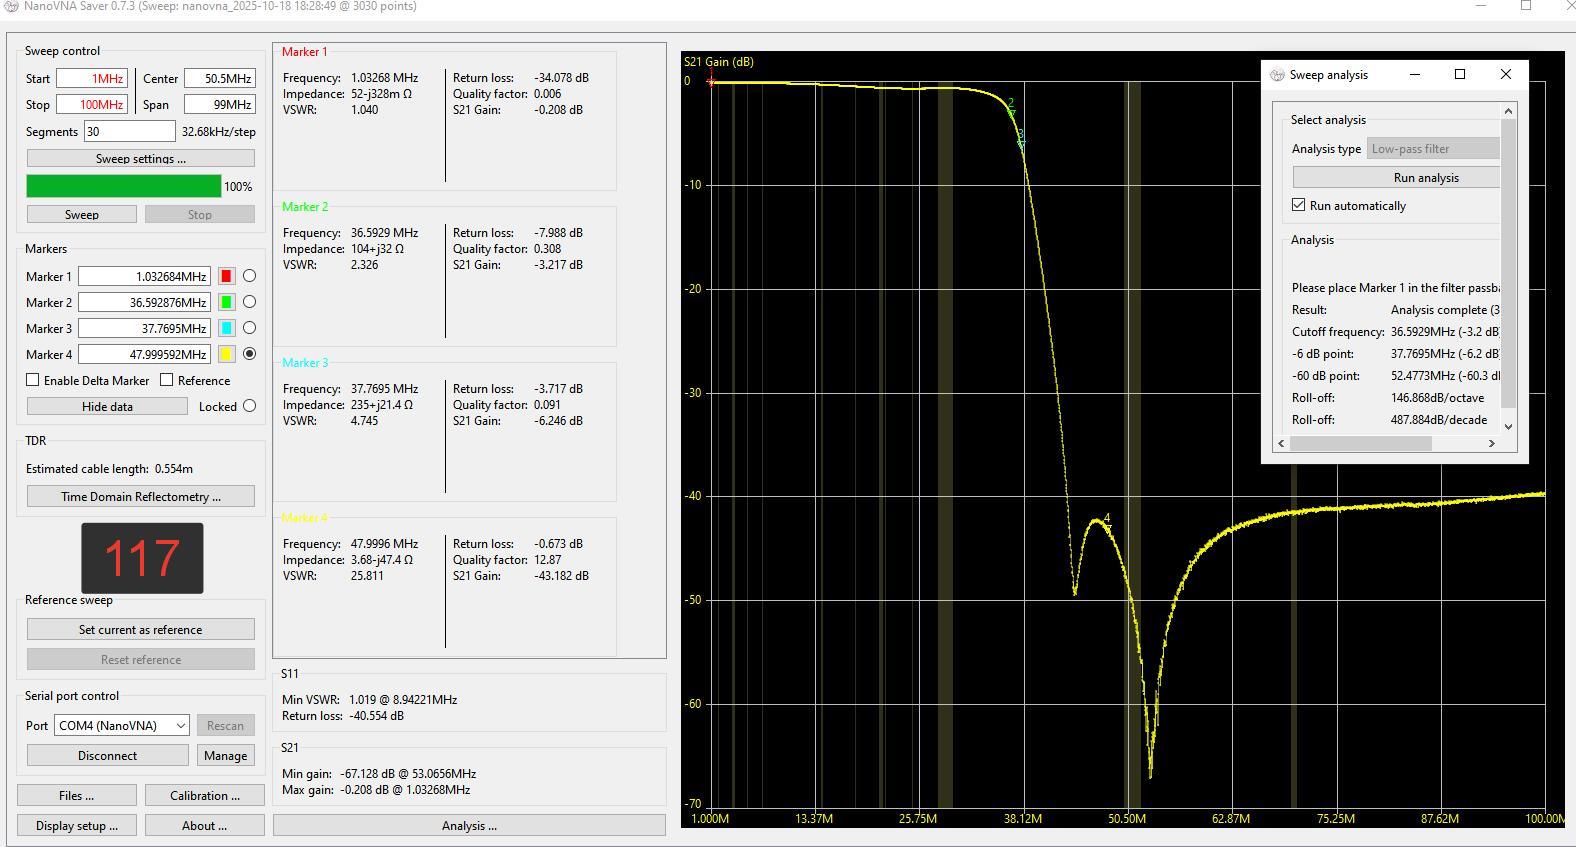 NanoVNA Saver 0.7.3 (Sweep: nanovna_2025-10-18 18:28:49 @ 3030 points)
Sweep control
Start 1MHz Center 50.5MHz
Stop 100MHz Span 99MHz
Segments 30 32.68kHz/step
Sweep settings ...
100%
Sweep Stop
Markers
Marker 1 1.032684MHz
Marker 2 36.592876MHz
Marker 3 37.7695MHz
Marker 4 47.999592MHz
Enable Delta Marker Reference
Hide data Locked
TDR
Estimated cable length: 0.554m
Time Domain Reflectometry ...
117
Reference sweep
Set current as reference
Reset reference
Serial port control
Port COM4 (NanoVNA) Rescan
Disconnect Manage
Files ... Calibration ...
Display setup ... About ...
Marker 1
Frequency: 1.03268 MHz Return loss: -34.078 dB
Impedance: 52-j328m Ω Quality factor: 0.006
VSWR: 1.040 S21 Gain: -0.208 dB
Marker 2
Frequency: 36.5929 MHz Return loss: -7.988 dB
Impedance: 104+j32 Ω Quality factor: 0.308
VSWR: 2.326 S21 Gain: -3.217 dB
Marker 3
Frequency: 37.7695 MHz Return loss: -3.717 dB
Impedance: 235+j21.4 Ω Quality factor: 0.091
VSWR: 4.745 S21 Gain: -6.246 dB
Marker 4
Frequency: 47.9996 MHz Return loss: -0.673 dB
Impedance: 3.68-j47.4 Ω Quality factor: 12.87
VSWR: 25.811 S21 Gain: -43.182 dB
S11
Min VSWR: 1.019 @ 8.94221MHz
Return loss: -40.554 dB
S21
Min gain: -67.128 dB @ 53.0656MHz
Max gain: -0.208 dB @ 1.03268MHz
Analysis ...
S21 Gain (dB)
0
-10
-20
-30
-40
-50
-60
-70
1
2
3
4
1.000M 13.37M 25.75M 38.12M 50.50M 62.87M 75.25M 87.62M 100.00M
Sweep analysis
Select analysis
Analysis type Low-pass filter
Run analysis
Run automatically
Analysis
Please place Marker 1 in the filter passba
Result: Analysis complete (3
Cutoff frequency: 36.5929MHz (-3.2 dB)
-6 dB point: 37.7695MHz (-6.2 dB)
-60 dB point: 52.4773MHz (-60.3 dB
Roll-off: 146.868dB/octave
Roll-off: 487.884dB/decade